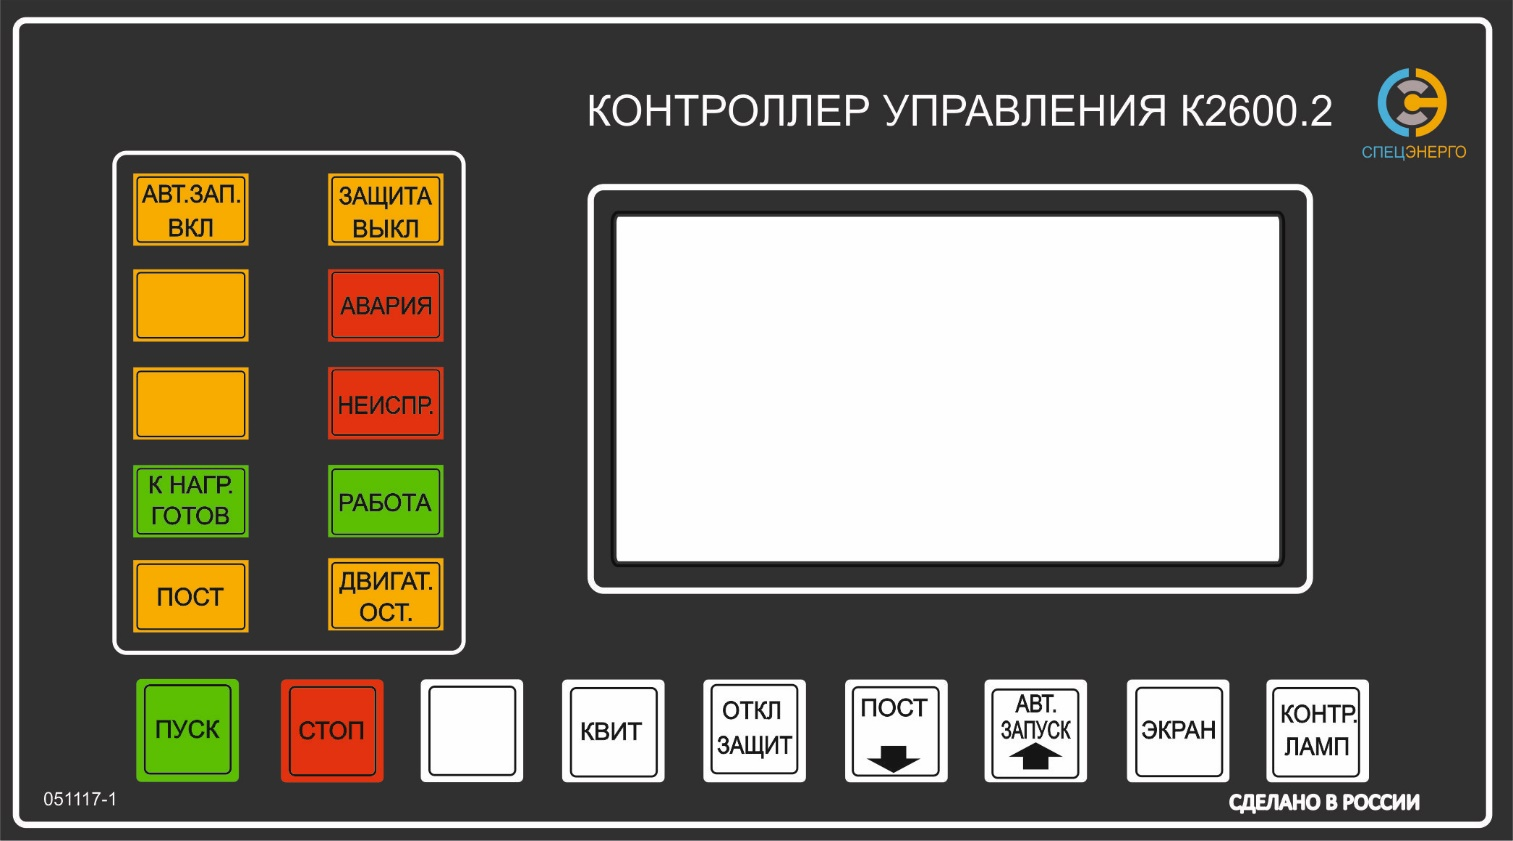 КОНТРОЛЛЕР УПРАВЛЕНИЯ К2600.2
СПЕЦЭНЕРГО
АВТ.ЗАП.
ВКЛ
ЗАЩИТА
ВЫКЛ
АВАРИЯ
НЕИСПР.
К НАГР.
ГОТОВ
РАБОТА
ПОСТ
ДВИГАТ.
ОСТ.
ПУСК
СТОП
КВИТ
ОТКЛ
ЗАЩИТ
ПОСТ
АВТ.
ЗАПУСК
ЭКРАН
КОНТР.
ЛАМП
051117-1
СДЕЛАНО В РОССИИ